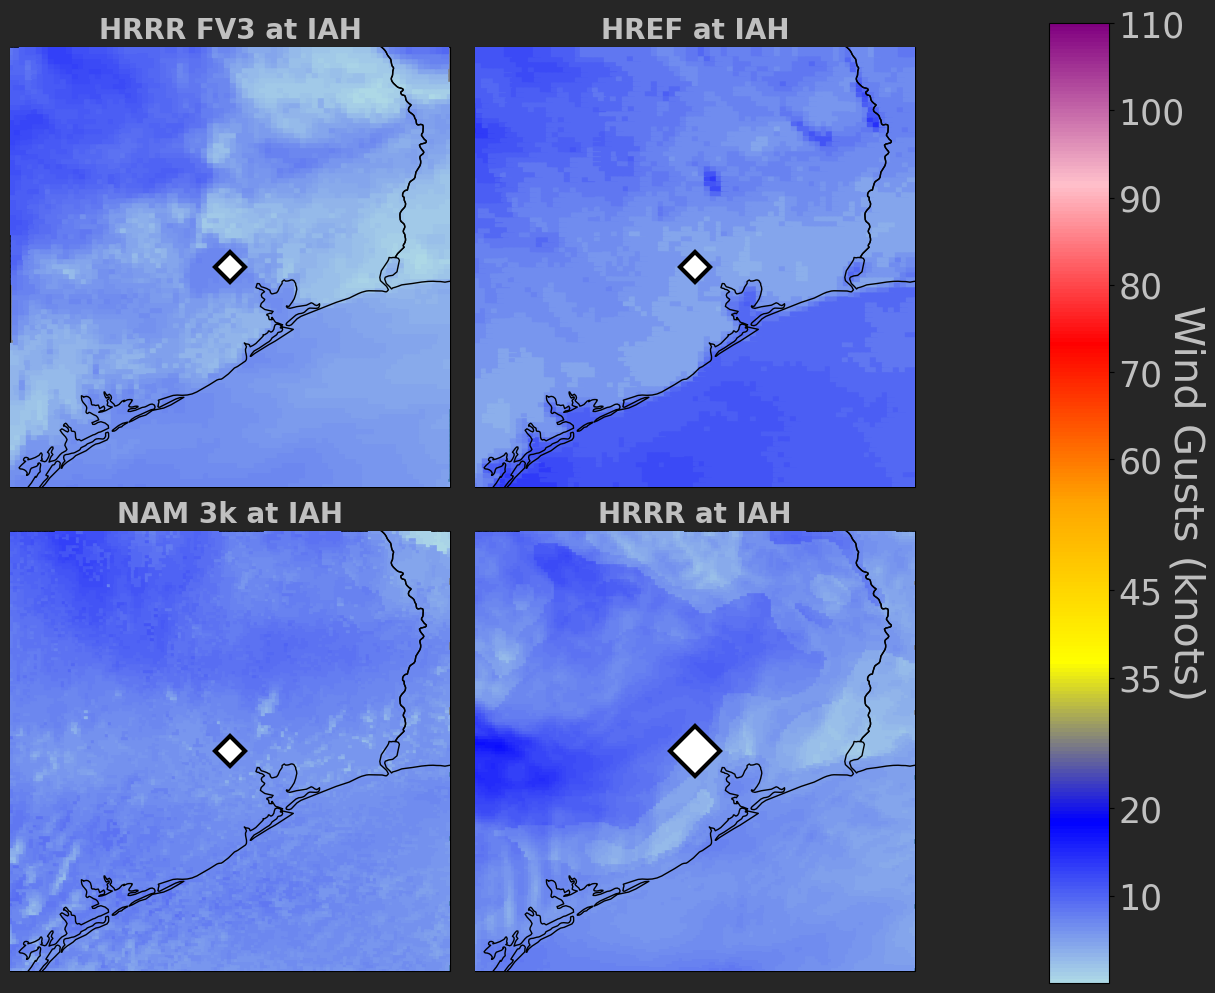 HRRR FV3 at IAH
HREF at IAH
NAM 3k at IAH
HRRR at IAH
110
100
90
80
70
60
45
35
20
10
Wind Gusts (knots)